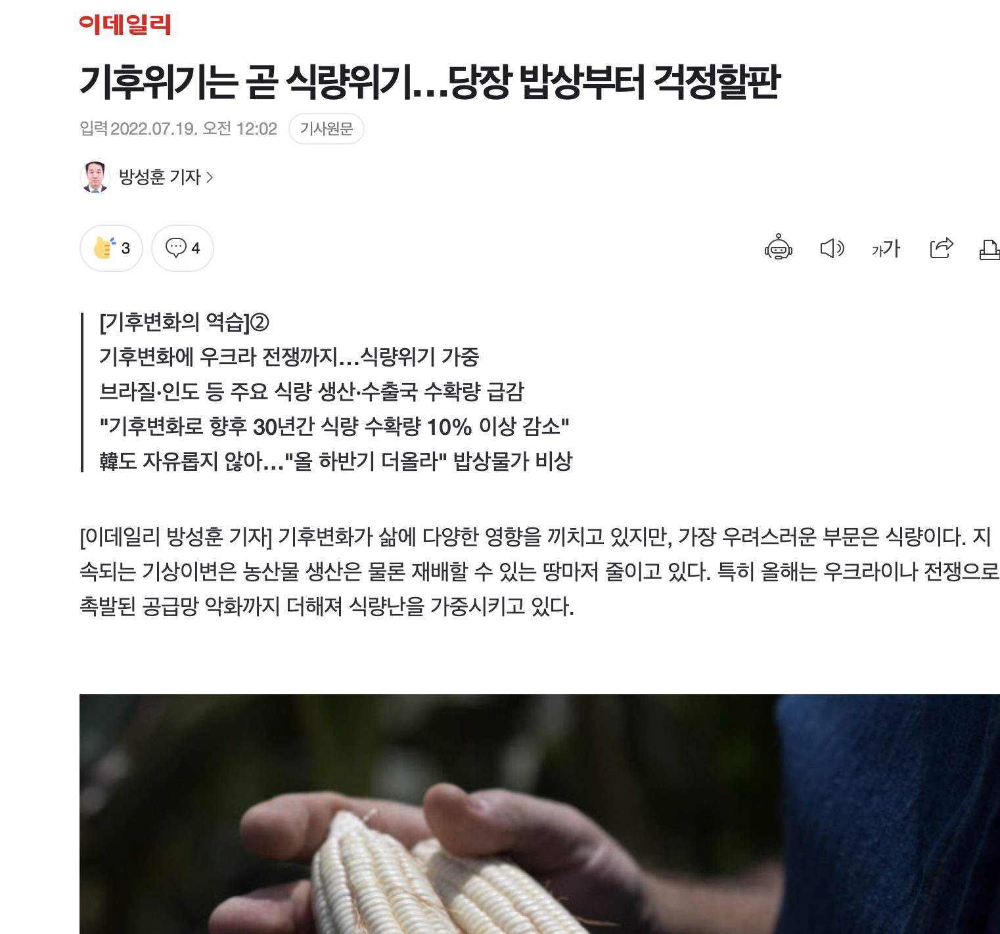 이데일리
기후위기는 곧 식량위기…당장 밥상부터 걱정할판
입력 2022.07.19. 오전 12:02 기사원문
방성훈 기자 >
3 4 가가
[기후변화의 역습]②
기후변화에 우크라 전쟁까지…식량위기 가중
브라질·인도 등 주요 식량 생산·수출국 수확량 급감
"기후변화로 향후 30년간 식량 수확량 10% 이상 감소"
韓도 자유롭지 않아…"올 하반기 더올라" 밥상물가 비상
[이데일리 방성훈 기자] 기후변화가 삶에 다양한 영향을 끼치고 있지만, 가장 우려스러운 부문은 식량이다. 지
속되는 기상이변은 농산물 생산은 물론 재배할 수 있는 땅마저 줄이고 있다. 특히 올해는 우크라이나 전쟁으로
촉발된 공급망 악화까지 더해져 식량난을 가중시키고 있다.